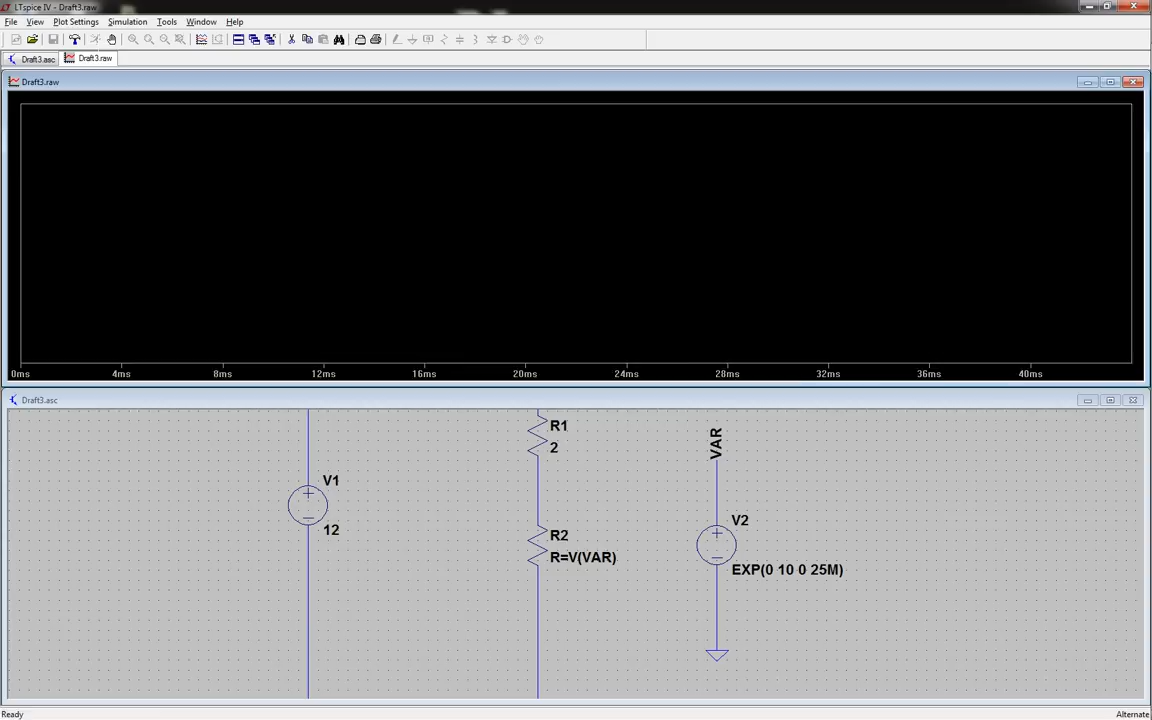 LTspice IV - Draft3.raw
File View Plot Settings Simulation Tools Window Help
Draft3.asc Draft3.raw
Draft3.raw
0ms 4ms 8ms 12ms 16ms 20ms 24ms 28ms 32ms 36ms 40ms
Draft3.asc
R1
2
VAR
V1
12
V2
R2
R=V(VAR)
EXP(0 10 0 25M)
Ready Alternate